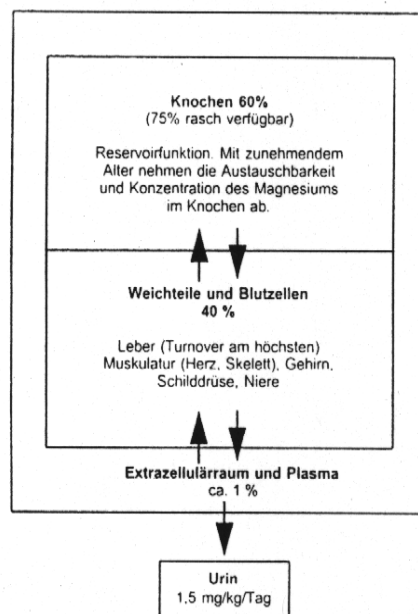 Knochen 60%
(75% rasch verfügbar)
Reservoirfunktion. Mit zunehmendem
Alter nehmen die Austauschbarkeit
und Konzentration des Magnesiums
im Knochen ab.
Weichteile und Blutzellen
40 %
Leber (Turnover am höchsten)
Muskulatur (Herz, Skelett), Gehirn,
Schilddrüse, Niere
Extrazellulärraum und Plasma
ca. 1 %
Urin
1,5 mg/kg/Tag